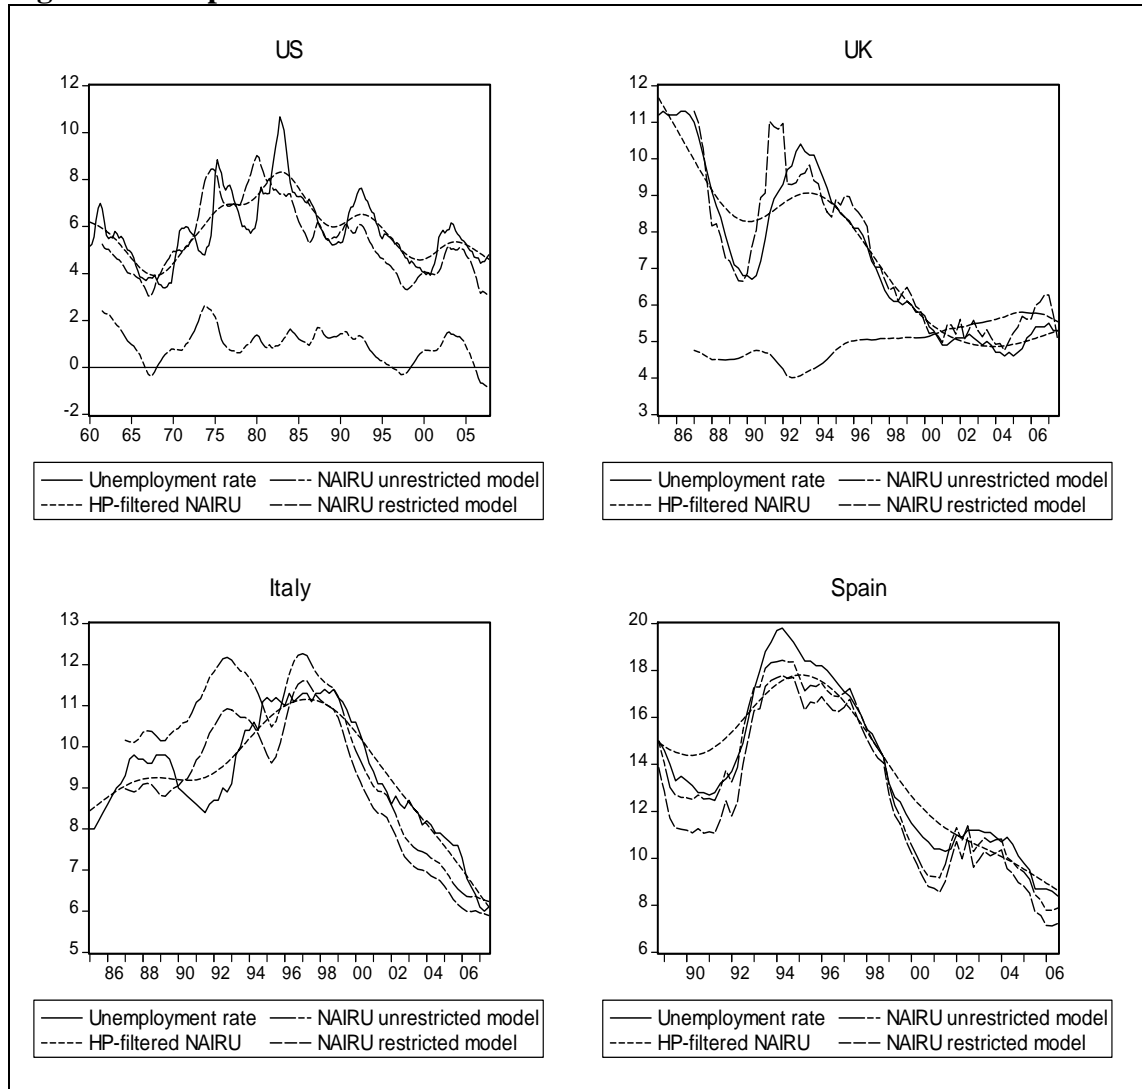 US
12
10
8
6
4
2
0
-2
60 65 70 75 80 85 90 95 00 05
Unemployment rate NAIRU unrestricted model
HP-filtered NAIRU NAIRU restricted model
UK
12
11
10
9
8
7
6
5
4
3
86 88 90 92 94 96 98 00 02 04 06
Unemployment rate NAIRU unrestricted model
HP-filtered NAIRU NAIRU restricted model
Italy
13
12
11
10
9
8
7
6
5
86 88 90 92 94 96 98 00 02 04 06
Unemployment rate NAIRU unrestricted model
HP-filtered NAIRU NAIRU restricted model
Spain
20
18
16
14
12
10
8
6
90 92 94 96 98 00 02 04 06
Unemployment rate NAIRU unrestricted model
HP-filtered NAIRU NAIRU restricted model